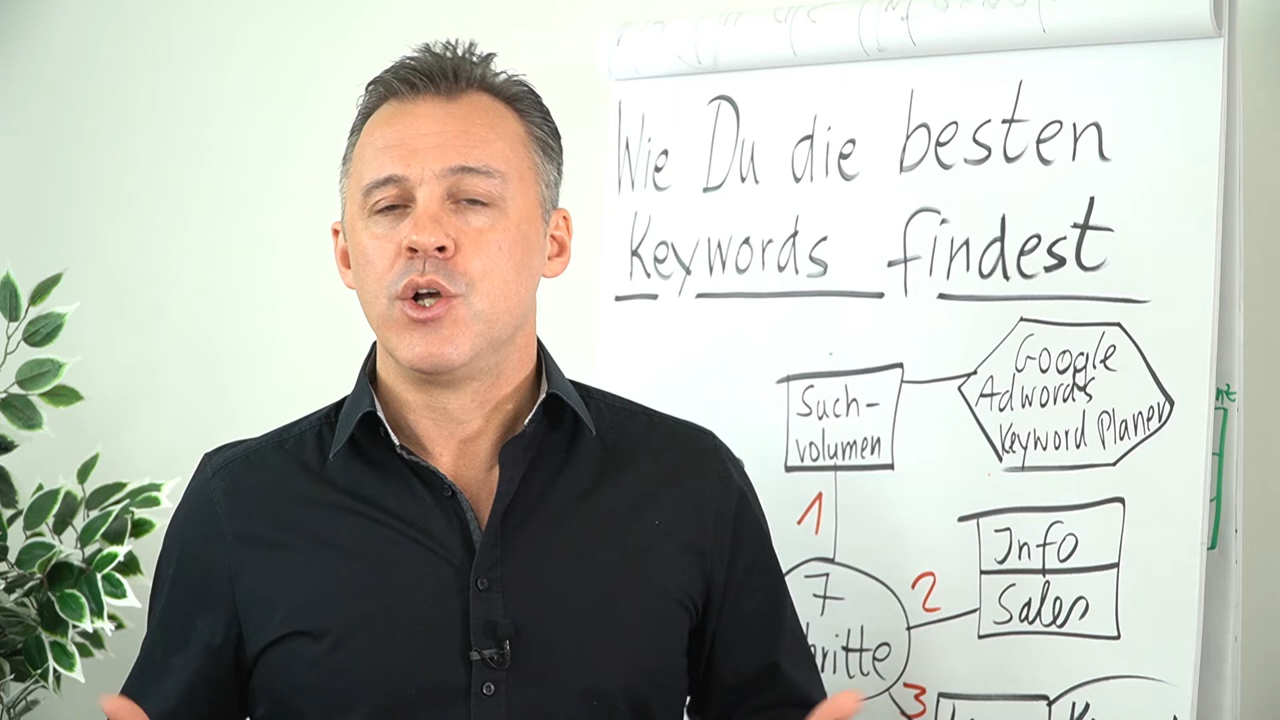 Wie Du die besten
Keywords findest
Google
Adwords
Keyword Planer
Such-
volumen
1
Info
Sales
2
7
3